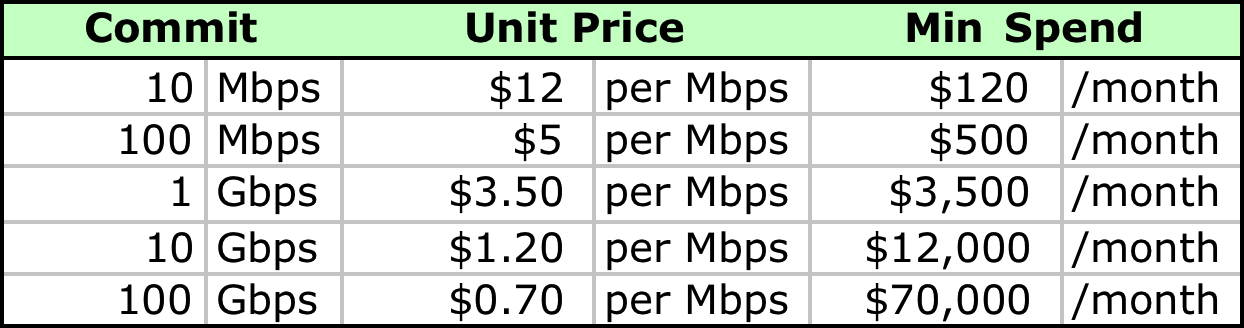 Commit Unit Price Min Spend
10 Mbps $12 per Mbps $120 /month
100 Mbps $5 per Mbps $500 /month
1 Gbps $3.50 per Mbps $3,500 /month
10 Gbps $1.20 per Mbps $12,000 /month
100 Gbps $0.70 per Mbps $70,000 /month